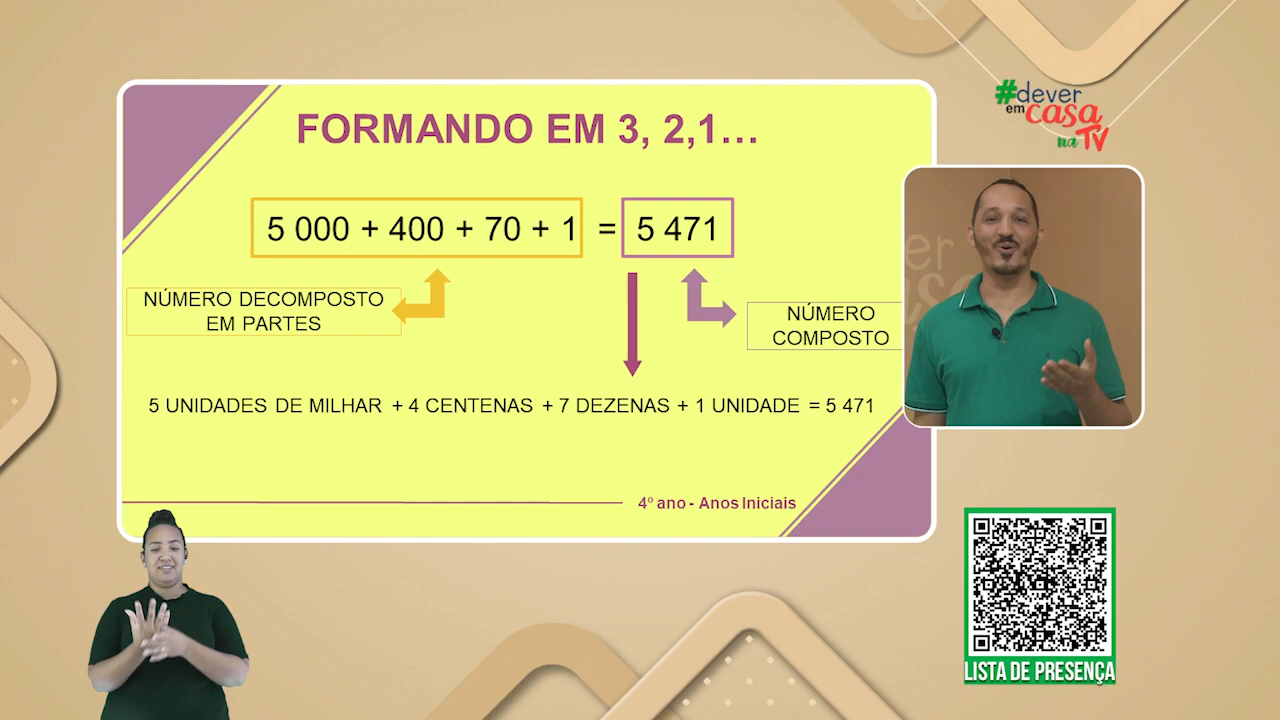 FORMANDO EM 3, 2,1...
5 000 + 400 + 70 + 1 = 5 471
NÚMERO DECOMPOSTO
EM PARTES
NÚMERO
COMPOSTO
5 UNIDADES DE MILHAR + 4 CENTENAS + 7 DEZENAS + 1 UNIDADE = 5 471
4º ano - Anos Iniciais
#dever
em casa
na TV
LISTA DE PRESENÇA